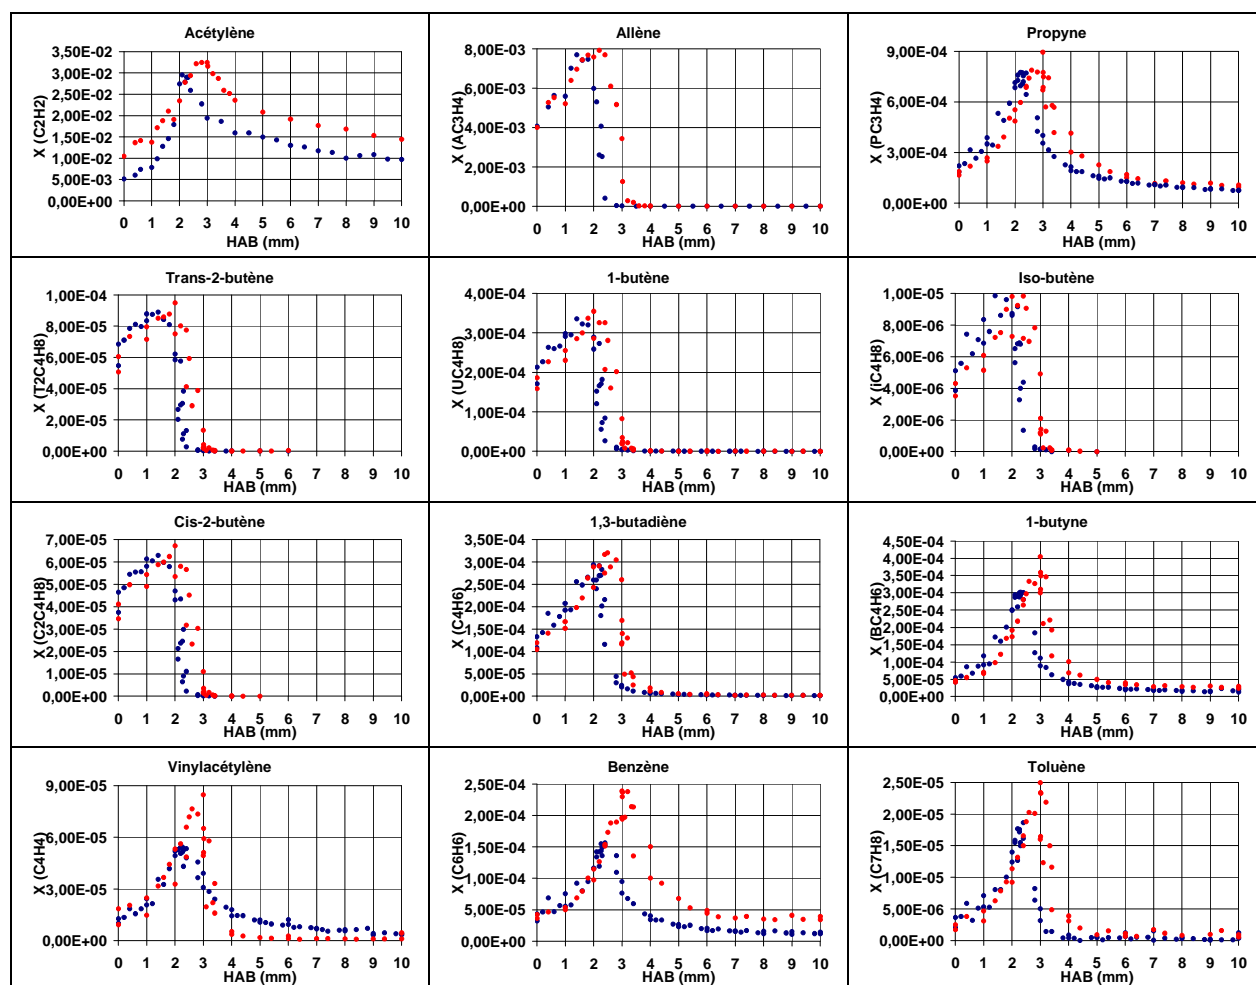 Acétylène
X (C2H2)
3,50E-02
3,00E-02
2,50E-02
2,00E-02
1,50E-02
1,00E-02
5,00E-03
0,00E+00
0 1 2 3 4 5 6 7 8 9 10
HAB (mm)
Allène
X (AC3H4)
8,00E-03
6,00E-03
4,00E-03
2,00E-03
0,00E+00
0 1 2 3 4 5 6 7 8 9 10
HAB (mm)
Propyne
X (PC3H4)
9,00E-04
6,00E-04
3,00E-04
0,00E+00
0 1 2 3 4 5 6 7 8 9 10
HAB (mm)
Trans-2-butène
X (T2C4H8)
1,00E-04
8,00E-05
6,00E-05
4,00E-05
2,00E-05
0,00E+00
0 1 2 3 4 5 6 7 8 9 10
HAB (mm)
1-butène
X (UC4H8)
4,00E-04
3,00E-04
2,00E-04
1,00E-04
0,00E+00
0 1 2 3 4 5 6 7 8 9 10
HAB (mm)
Iso-butène
X (iC4H8)
1,00E-05
8,00E-06
6,00E-06
4,00E-06
2,00E-06
0,00E+00
0 1 2 3 4 5 6 7 8 9 10
HAB (mm)
Cis-2-butène
X (C2C4H8)
7,00E-05
6,00E-05
5,00E-05
4,00E-05
3,00E-05
2,00E-05
1,00E-05
0,00E+00
0 1 2 3 4 5 6 7 8 9 10
HAB (mm)
1,3-butadiène
X (C4H6)
3,50E-04
3,00E-04
2,50E-04
2,00E-04
1,50E-04
1,00E-04
5,00E-05
0,00E+00
0 1 2 3 4 5 6 7 8 9 10
HAB (mm)
1-butyne
X (BC4H6)
4,50E-04
4,00E-04
3,50E-04
3,00E-04
2,50E-04
2,00E-04
1,50E-04
1,00E-04
5,00E-05
0,00E+00
0 1 2 3 4 5 6 7 8 9 10
HAB (mm)
Vinylacétylène
X (C4H4)
9,00E-05
6,00E-05
3,00E-05
0,00E+00
0 1 2 3 4 5 6 7 8 9 10
HAB (mm)
Benzène
X (C6H6)
2,50E-04
2,00E-04
1,50E-04
1,00E-04
5,00E-05
0,00E+00
0 1 2 3 4 5 6 7 8 9 10
HAB (mm)
Toluène
X (C7H8)
2,50E-05
2,00E-05
1,50E-05
1,00E-05
5,00E-06
0,00E+00
0 1 2 3 4 5 6 7 8 9 10
HAB (mm)